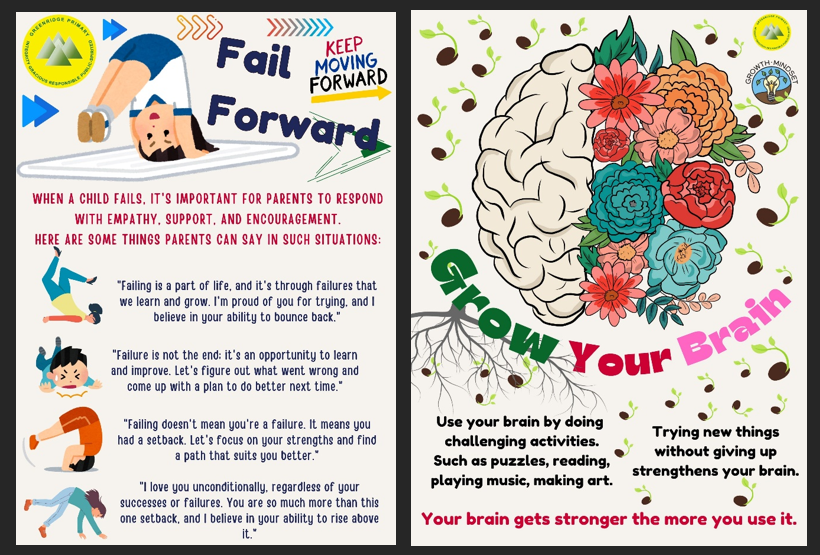 GREENRIDGE PRIMARY
GRACIOUS RESPONSIBLE PUBLIC-SPIRITED
Fail
Forward
KEEP
MOVING
FORWARD
WHEN A CHILD FAILS, IT'S IMPORTANT FOR PARENTS TO RESPOND
WITH EMPATHY, SUPPORT, AND ENCOURAGEMENT.
HERE ARE SOME THINGS PARENTS CAN SAY IN SUCH SITUATIONS:
"Failing is a part of life, and it's through failures that
we learn and grow. I'm proud of you for trying, and I
believe in your ability to bounce back."
"Failure is not the end; it's an opportunity to learn
and improve. Let's figure out what went wrong and
come up with a plan to do better next time."
"Failing doesn't mean you're a failure. It means you
had a setback. Let's focus on your strengths and find
a path that suits you better."
"I love you unconditionally, regardless of your
successes or failures. You are so much more than this
one setback, and I believe in your ability to rise above
it."
GROWTH MINDSET
Grow Your Brain
Use your brain by doing
challenging activities.
Such as puzzles, reading,
playing music, making art.
Trying new things
without giving up
strengthens your brain.
Your brain gets stronger the more you use it.